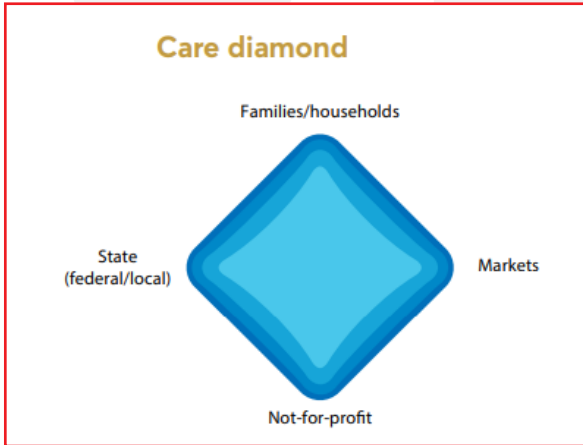 Care diamond
Families/households
State
(federal/local)
Markets
Not-for-profit